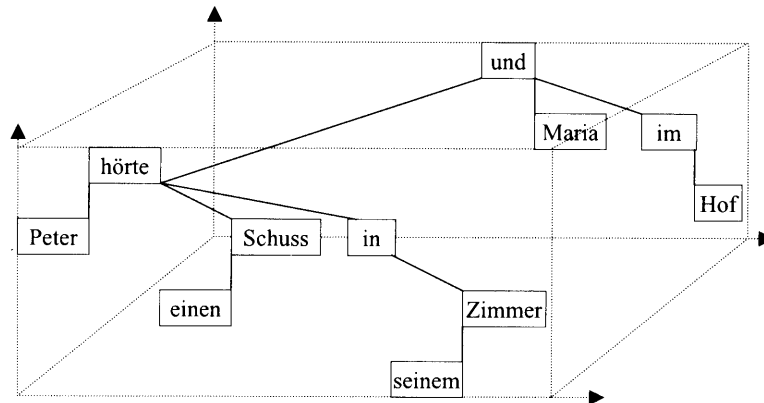 und
Maria im
hörte
Hof
Peter Schuss in
einen Zimmer
seinem